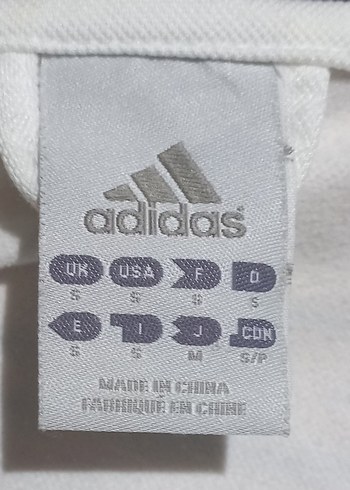 adidas
UK USA F D
S S S S
E I J CDN
S S M S/P
MADE IN CHINA
FABRIQUÉ EN CHINE